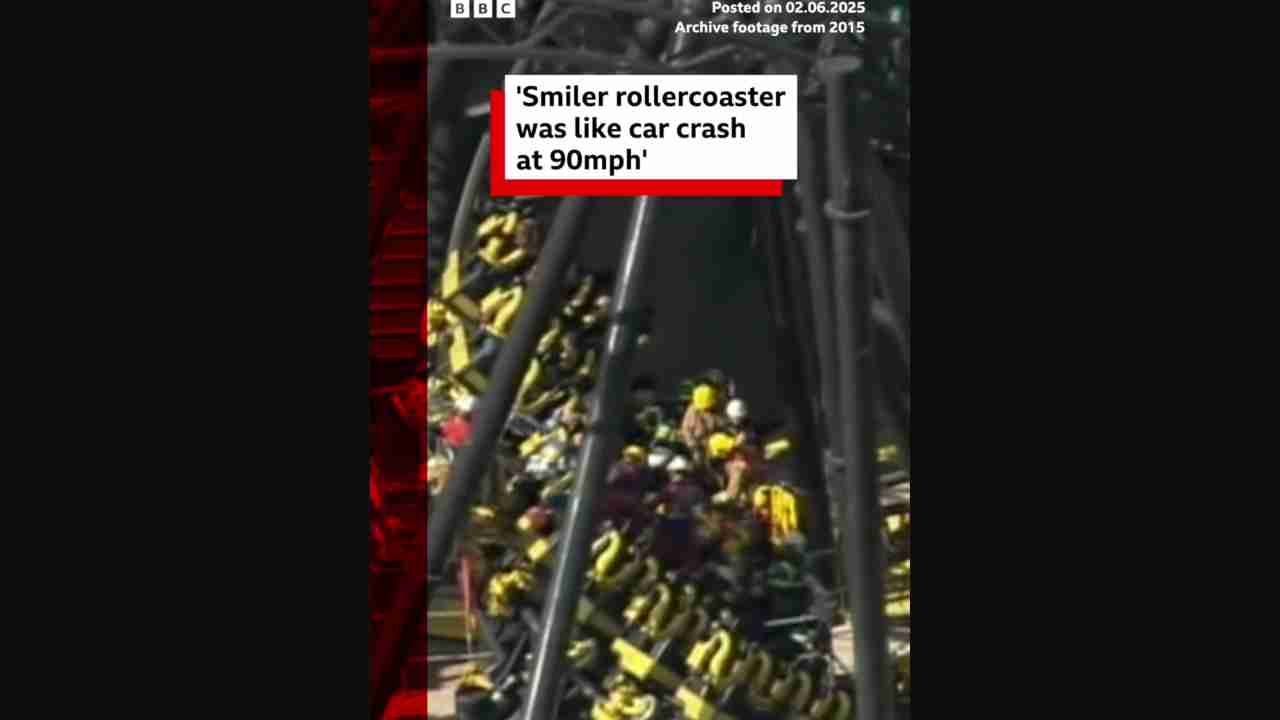 BBC
Posted on 02.06.2025
Archive footage from 2015
'Smiler rollercoaster
was like car crash
at 90mph'